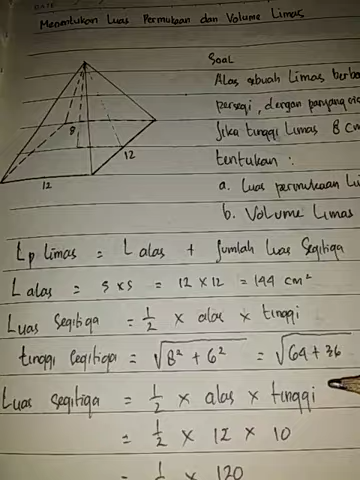 Menentukan Luas Permukaan dan Volume Limas
Soal
Alas sebuah Limas
persegi, dengan panjang
Jika tinggi Limas 8 cm
tentukan :
a. Luas permukaan
b. Volume Limas
8
12
12
Lp Limas = L alas + Jumlah Luas Segitiga
L alas = s x s = 12 x 12 = 144 cm²
Luas segitiga = 1/2 x alas x tinggi
tinggi segitiga = √8² + 6² = √64 + 36
Luas segitiga = 1/2 x alas x tinggi
= 1/2 x 12 x 10
= 1/2 x 120